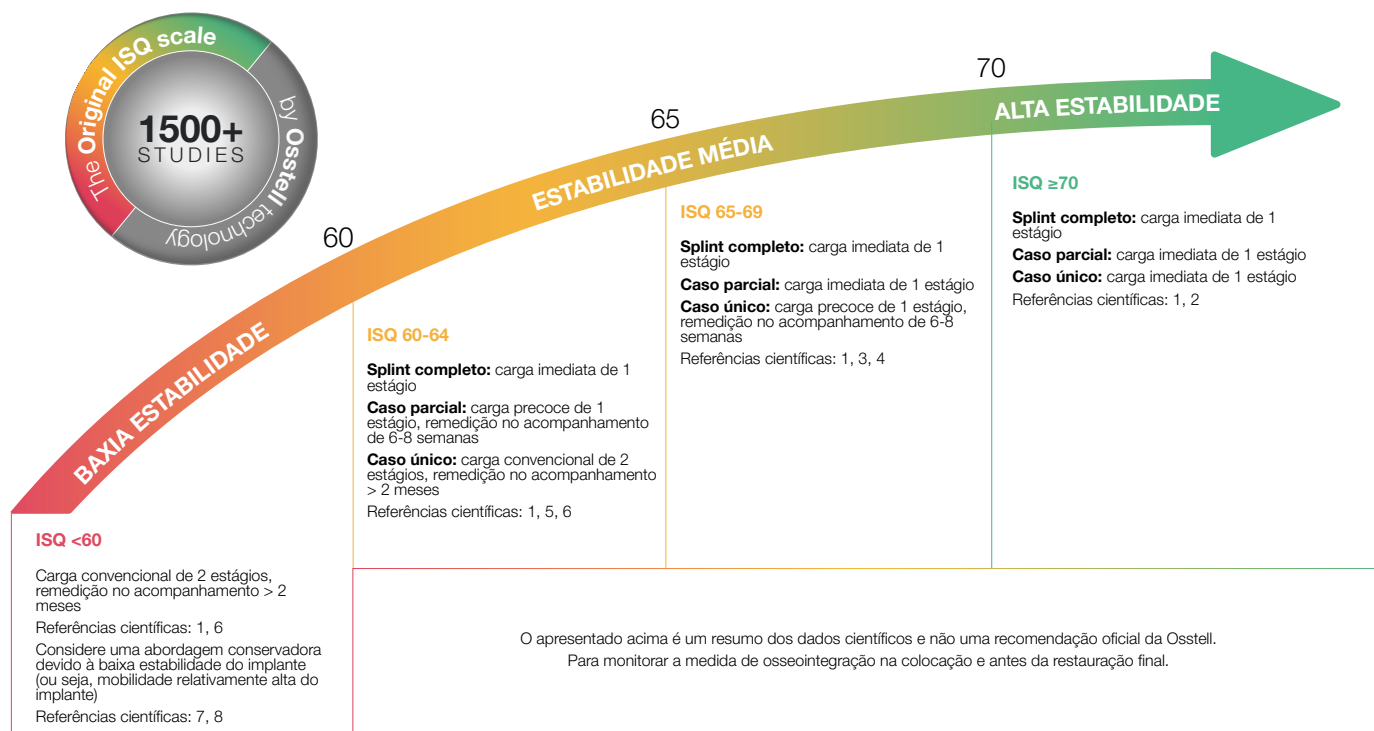 The Original ISQ scale
by Osstell technology
1500+
STUDIES
60
65
70
BAIXIA ESTABILIDADE
ESTABILIDADE MÉDIA
ALTA ESTABILIDADE
ISQ <60
Carga convencional de 2 estágios,
remedição no acompanhamento > 2
meses
Referências científicas: 1, 6
Considere uma abordagem conservadora
devido à baixa estabilidade do implante
(ou seja, mobilidade relativamente alta do
implante)
Referências científicas: 7, 8
ISQ 60-64
Splint completo: carga imediata de 1
estágio
Caso parcial: carga precoce de 1
estágio, remedição no acompanhamento
de 6-8 semanas
Caso único: carga convencional de 2
estágios, remedição no acompanhamento
> 2 meses
Referências científicas: 1, 5, 6
ISQ 65-69
Splint completo: carga imediata de 1
estágio
Caso parcial: carga imediata de 1 estágio
Caso único: carga precoce de 1 estágio,
remedição no acompanhamento de 6-8
semanas
Referências científicas: 1, 3, 4
ISQ ≥70
Splint completo: carga imediata de 1
estágio
Caso parcial: carga imediata de 1 estágio
Caso único: carga imediata de 1 estágio
Referências científicas: 1, 2
O apresentado acima é um resumo dos dados científicos e não uma recomendação oficial da Osstell.
Para monitorar a medida de osseointegração na colocação e antes da restauração final.